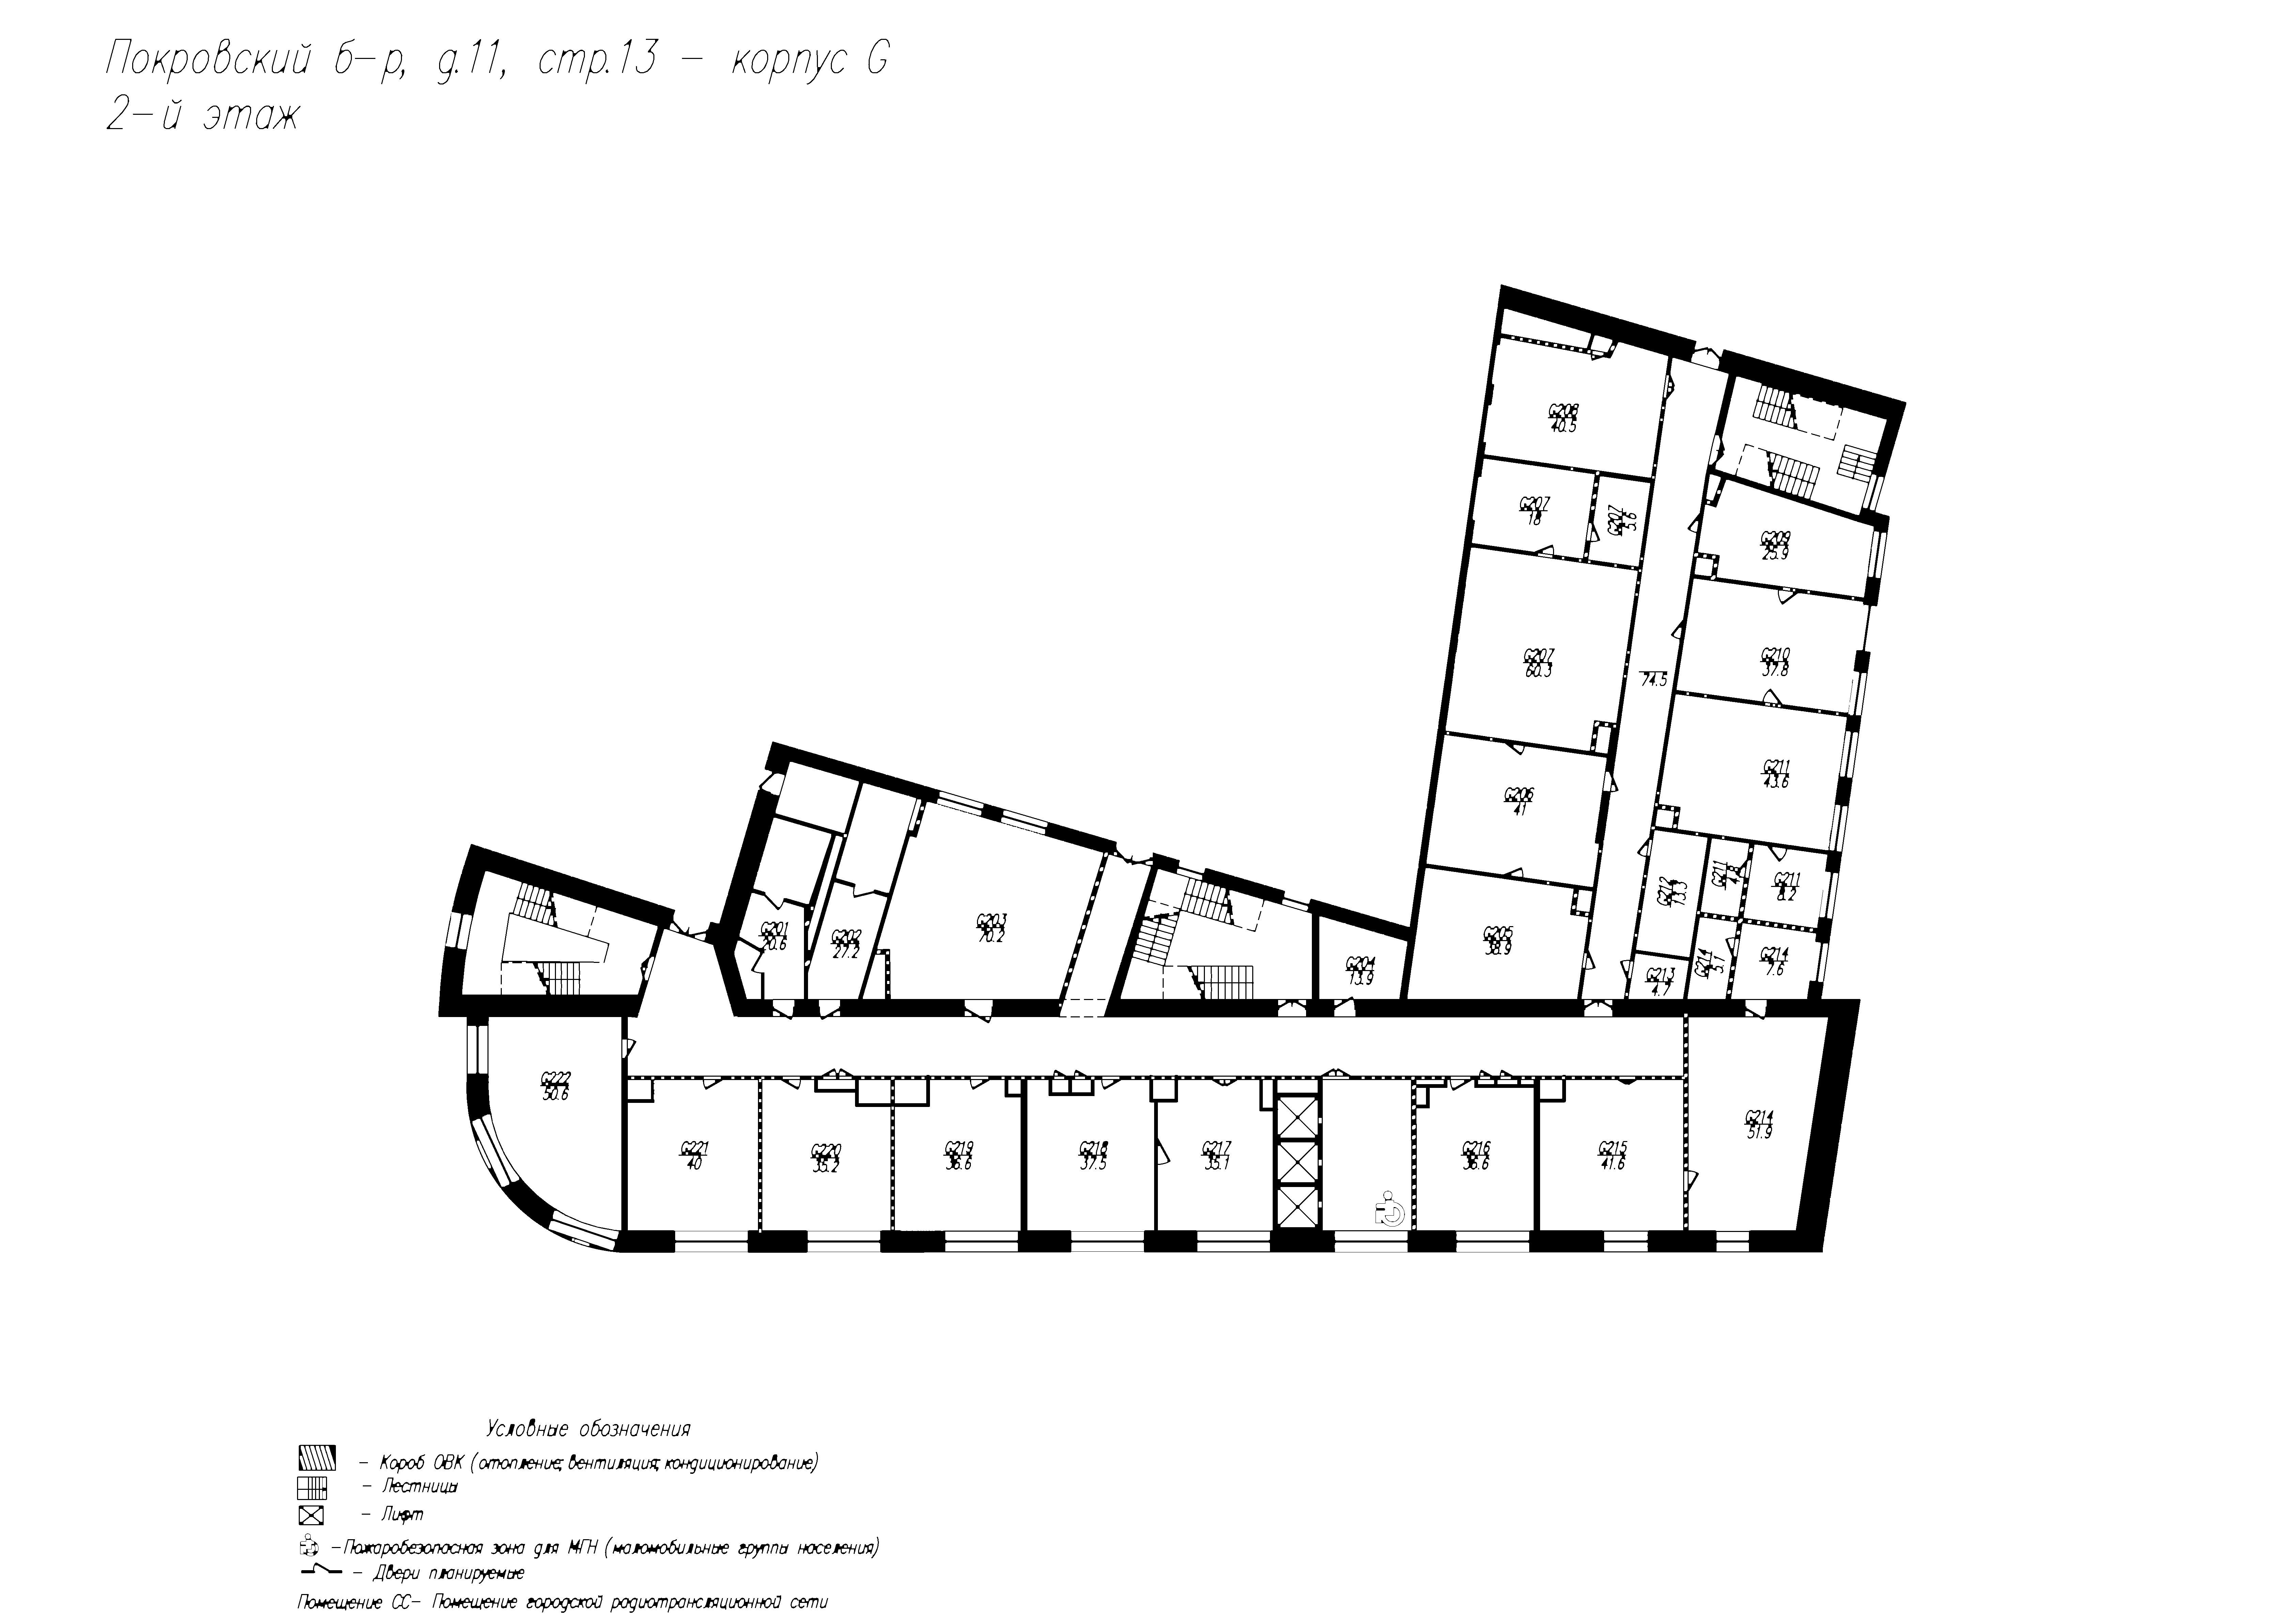 Покровский б-р, д.11, стр.13 - корпус G
2-й этаж
G208
40.5
G207
18
G207
5.6
G209
25.9
G207
60.3
G210
37.8
74.5
G206
41
G211
43.6
G212
13.3
G211
4.8
G211
8.2
G201
20.6
G202
27.2
G203
70.2
G204
13.9
G205
38.9
G213
4.7
G214
5.1
G214
7.6
G222
50.6
G221
40
G220
35.2
G219
36.6
G218
37.5
G217
35.1
G216
36.6
G215
41.6
G214
51.9
Условные обозначения
- Короб ОВК (отопление; вентиляция; кондиционирование)
- Лестницы
- Лифт
- Пожаробезопасная зона для МГН (маломобильные группы населения)
- Двери планируемые
Помещение СС- Помещение городской радиотрансляционной сети